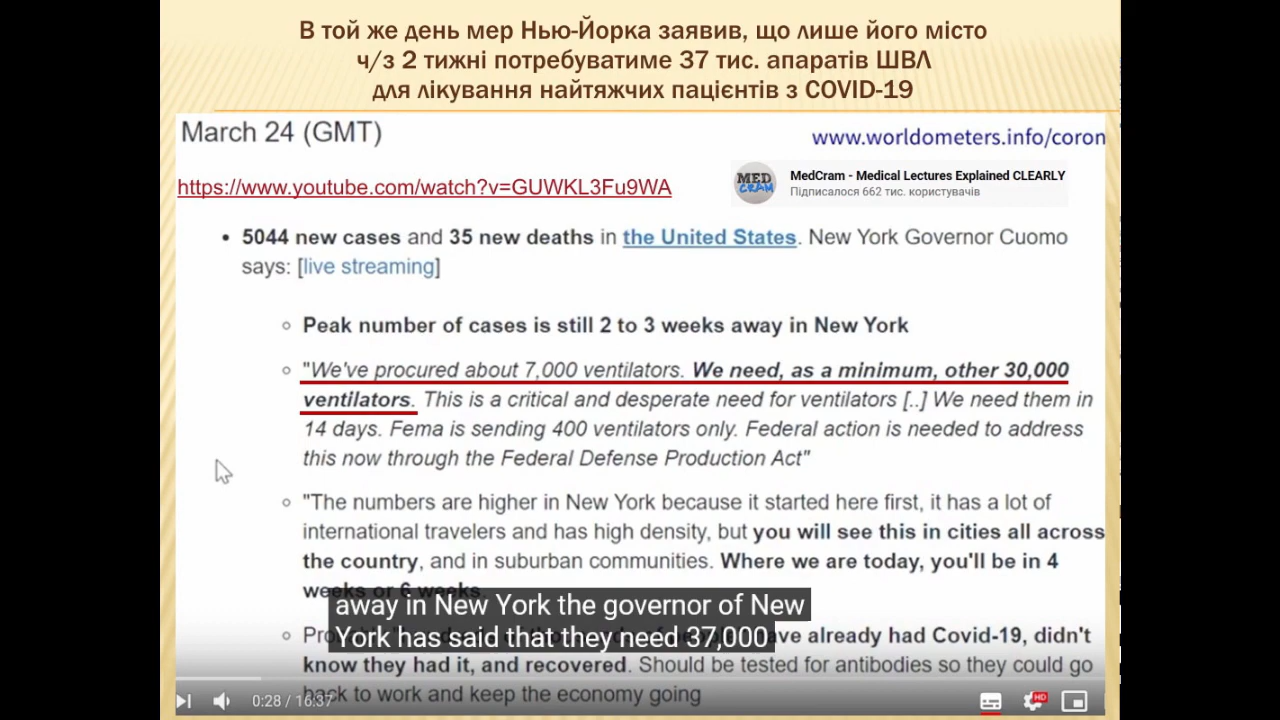 В той же день мер Нью-Йорка заявив, що лише його місто
ч/з 2 тижні потребуватиме 37 тис. апаратів ШВЛ
для лікування найтяжчих пацієнтів з COVID-19
March 24 (GMT)
www.worldometers.info/coron
https://www.youtube.com/watch?v=GUWKL3Fu9WA
MED CRAM
MedCram - Medical Lectures Explained CLEARLY
Підписалося 662 тис. користувачів
• 5044 new cases and 35 new deaths in the United States. New York Governor Cuomo
says: [live streaming]
Peak number of cases is still 2 to 3 weeks away in New York
"We've procured about 7,000 ventilators. We need, as a minimum, other 30,000
ventilators. This is a critical and desperate need for ventilators [..] We need them in
14 days. Fema is sending 400 ventilators only. Federal action is needed to address
this now through the Federal Defense Production Act"
"The numbers are higher in New York because it started here first, it has a lot of
international travelers and has high density, but you will see this in cities all across
the country, and in suburban communities. Where we are today, you'll be in 4
weeks or 6 weeks
away in New York the governor of New
York has said that they need 37,000
have already had Covid-19, didn't
know they had it, and recovered. Should be tested for antibodies so they could go
back to work and keep the economy going
0:28 / 16:37
HD